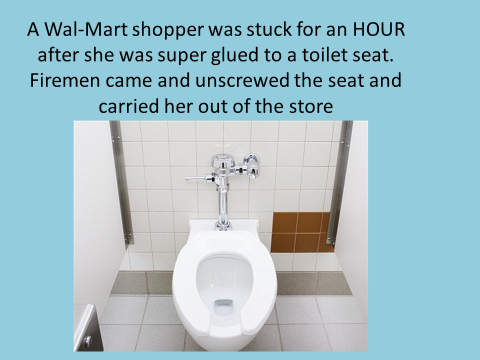 A Wal-Mart shopper was stuck for an HOUR
after she was super glued to a toilet seat.
Firemen came and unscrewed the seat and
carried her out of the store